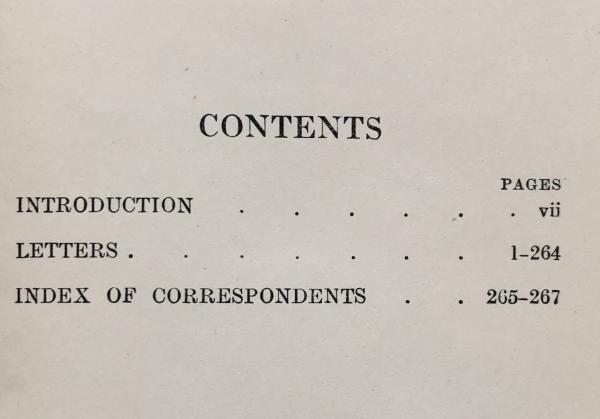 CONTENTS
PAGES
INTRODUCTION . . . . . . vii
LETTERS . . . . . . . 1-264
INDEX OF CORRESPONDENTS . . 265-267